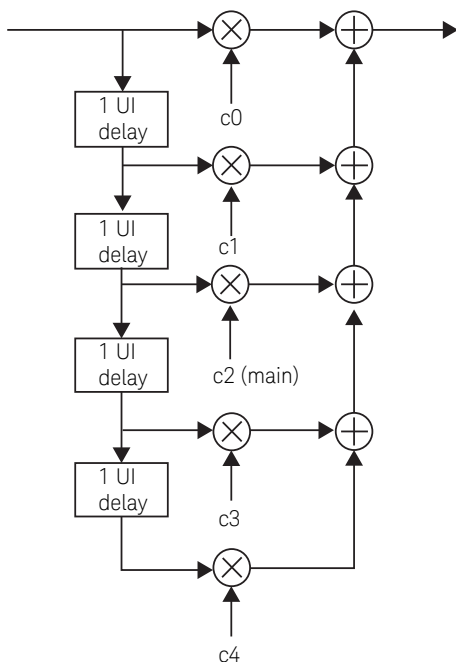 c0
1 UI
delay
c1
1 UI
delay
c2 (main)
1 UI
delay
c3
1 UI
delay
c4